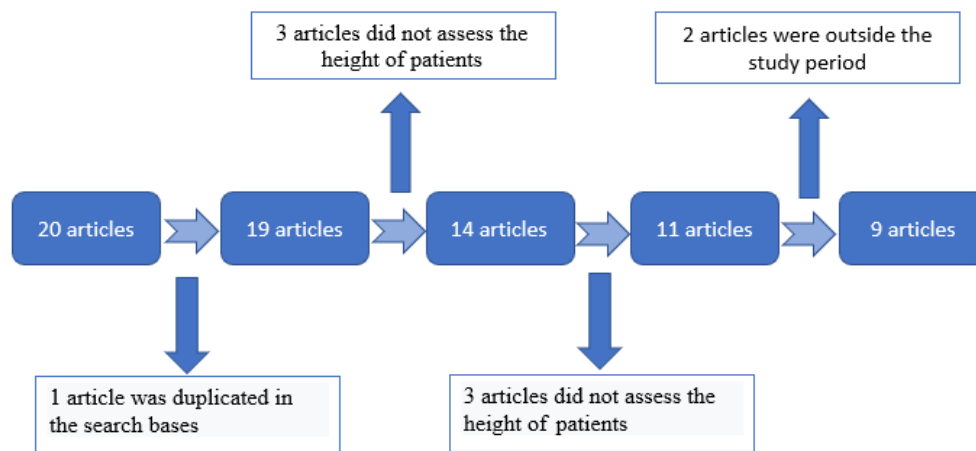 3 articles did not assess the
height of patients
2 articles were outside the
study period
20 articles
19 articles
14 articles
11 articles
9 articles
1 article was duplicated in
the search bases
3 articles did not assess the
height of patients